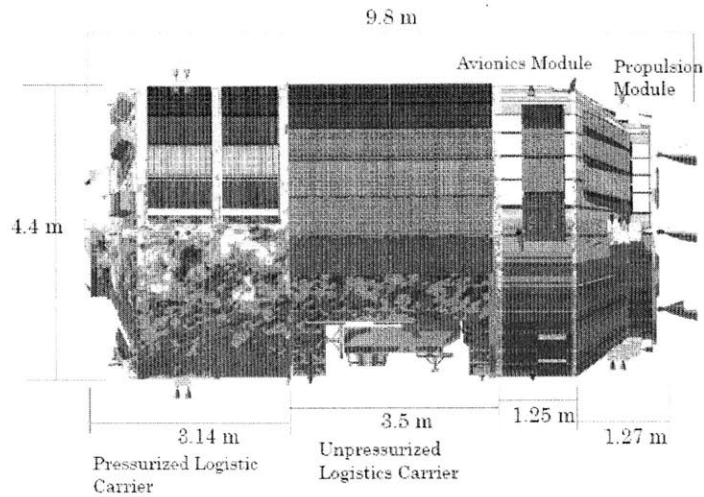 9.8 m
Avionics Module
Propulsion
Module
4.4 m
3.14 m
3.5 m
1.25 m
1.27 m
Pressurized Logistic
Carrier
Unpressurized
Logistics Carrier